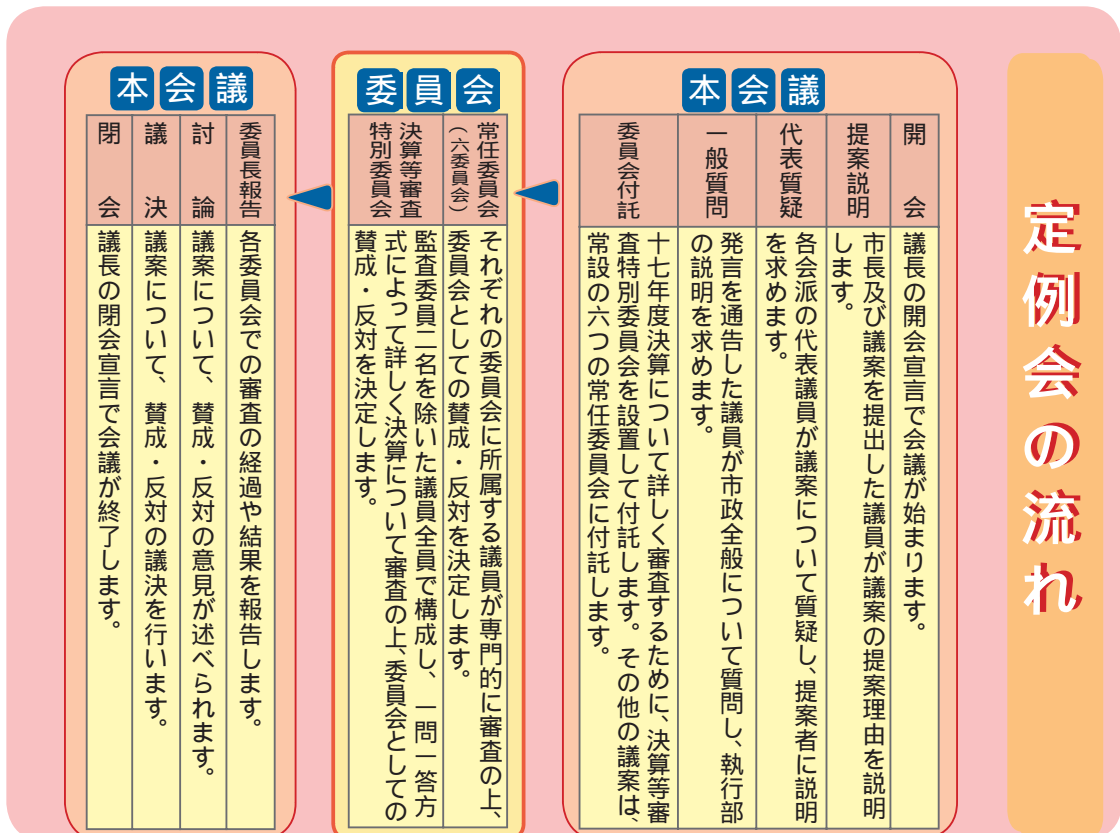 定例会の流れ
本会議
開会
議長の開会宣言で会議が始まります。
提案説明
市長及び議案を提出した議員が議案の提案理由を説明
します。
代表質疑
各会派の代表議員が議案について質疑し、提案者に説明
を求めます。
一般質問
発言を通告した議員が市政全般について質問し、執行部
の説明を求めます。
委員会付託
十七年度決算について詳しく審査するために、決算等審
査特別委員会を設置して付託します。その他の議案は、
常設の六つの常任委員会に付託します。
委員会
常任委員会
(六委員会)
それぞれの委員会に所属する議員が専門的に審査の上、
委員会としての賛成・反対を決定します。
決算等審査
特別委員会
監査委員二名を除いた議員全員で構成し、一問一答方
式によって詳しく決算について審査の上、委員会としての
賛成・反対を決定します。
本会議
委員長報告
各委員会での審査の経過や結果を報告します。
討論
議案について、賛成・反対の意見が述べられます。
議決
議案について、賛成・反対の議決を行います。
閉会
議長の閉会宣言で会議が終了します。